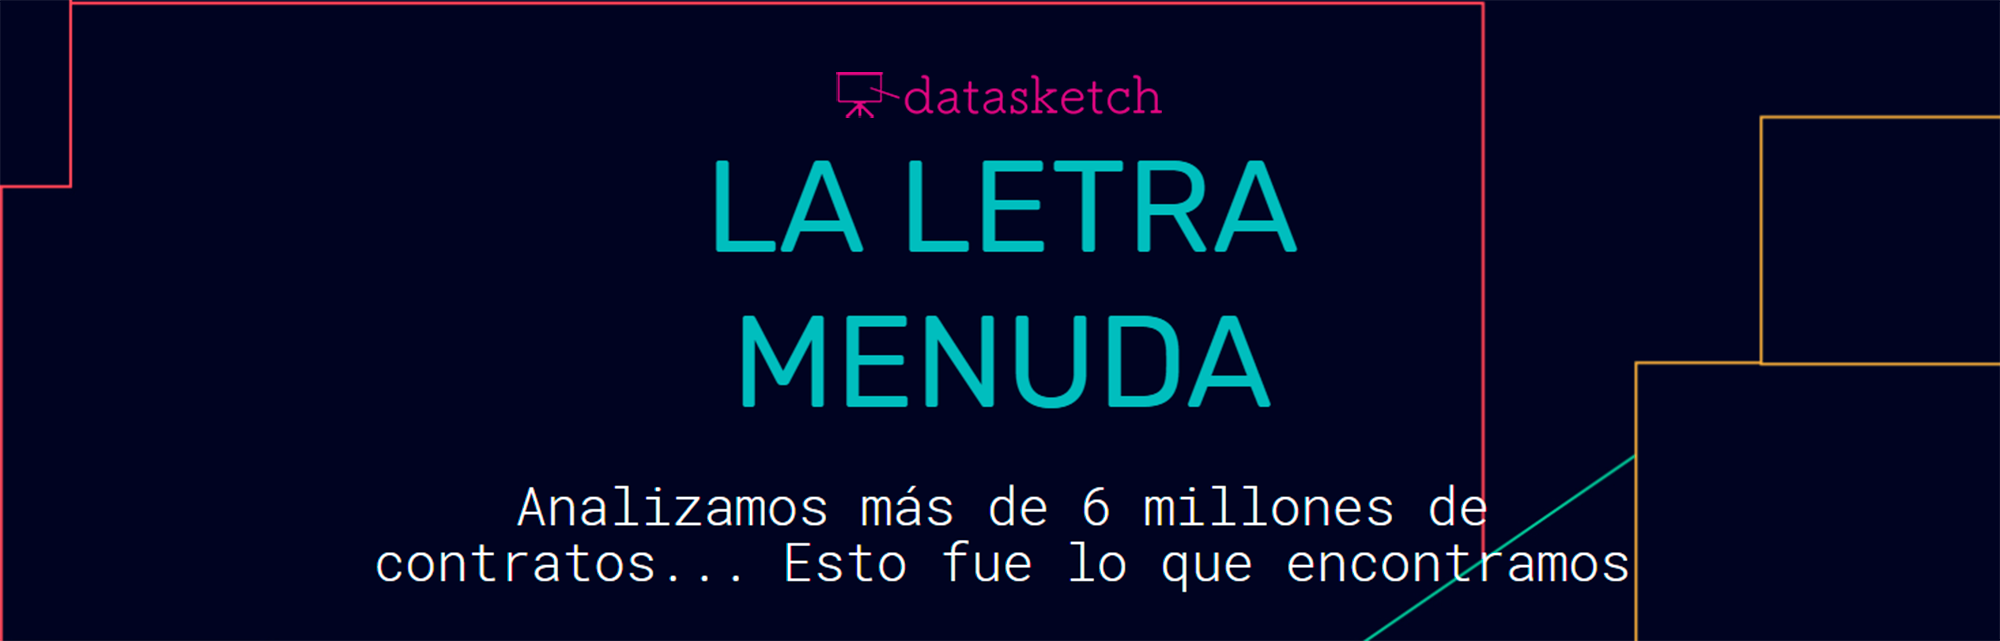 datasketch
LA LETRA
MENUDA
Analizamos más de 6 millones de
contratos... Esto fue lo que encontramos